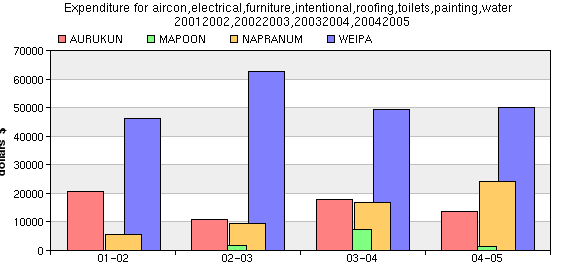 Expenditure for aircon,electrical,furniture,intentional,roofing,toilets,painting,water
20012002,20022003,20032004,20042005
AURUKUN MAPOON NAPRANUM WEIPA
70000
60000
50000
40000
30000
20000
10000
0
dollars $
01-02 02-03 03-04 04-05